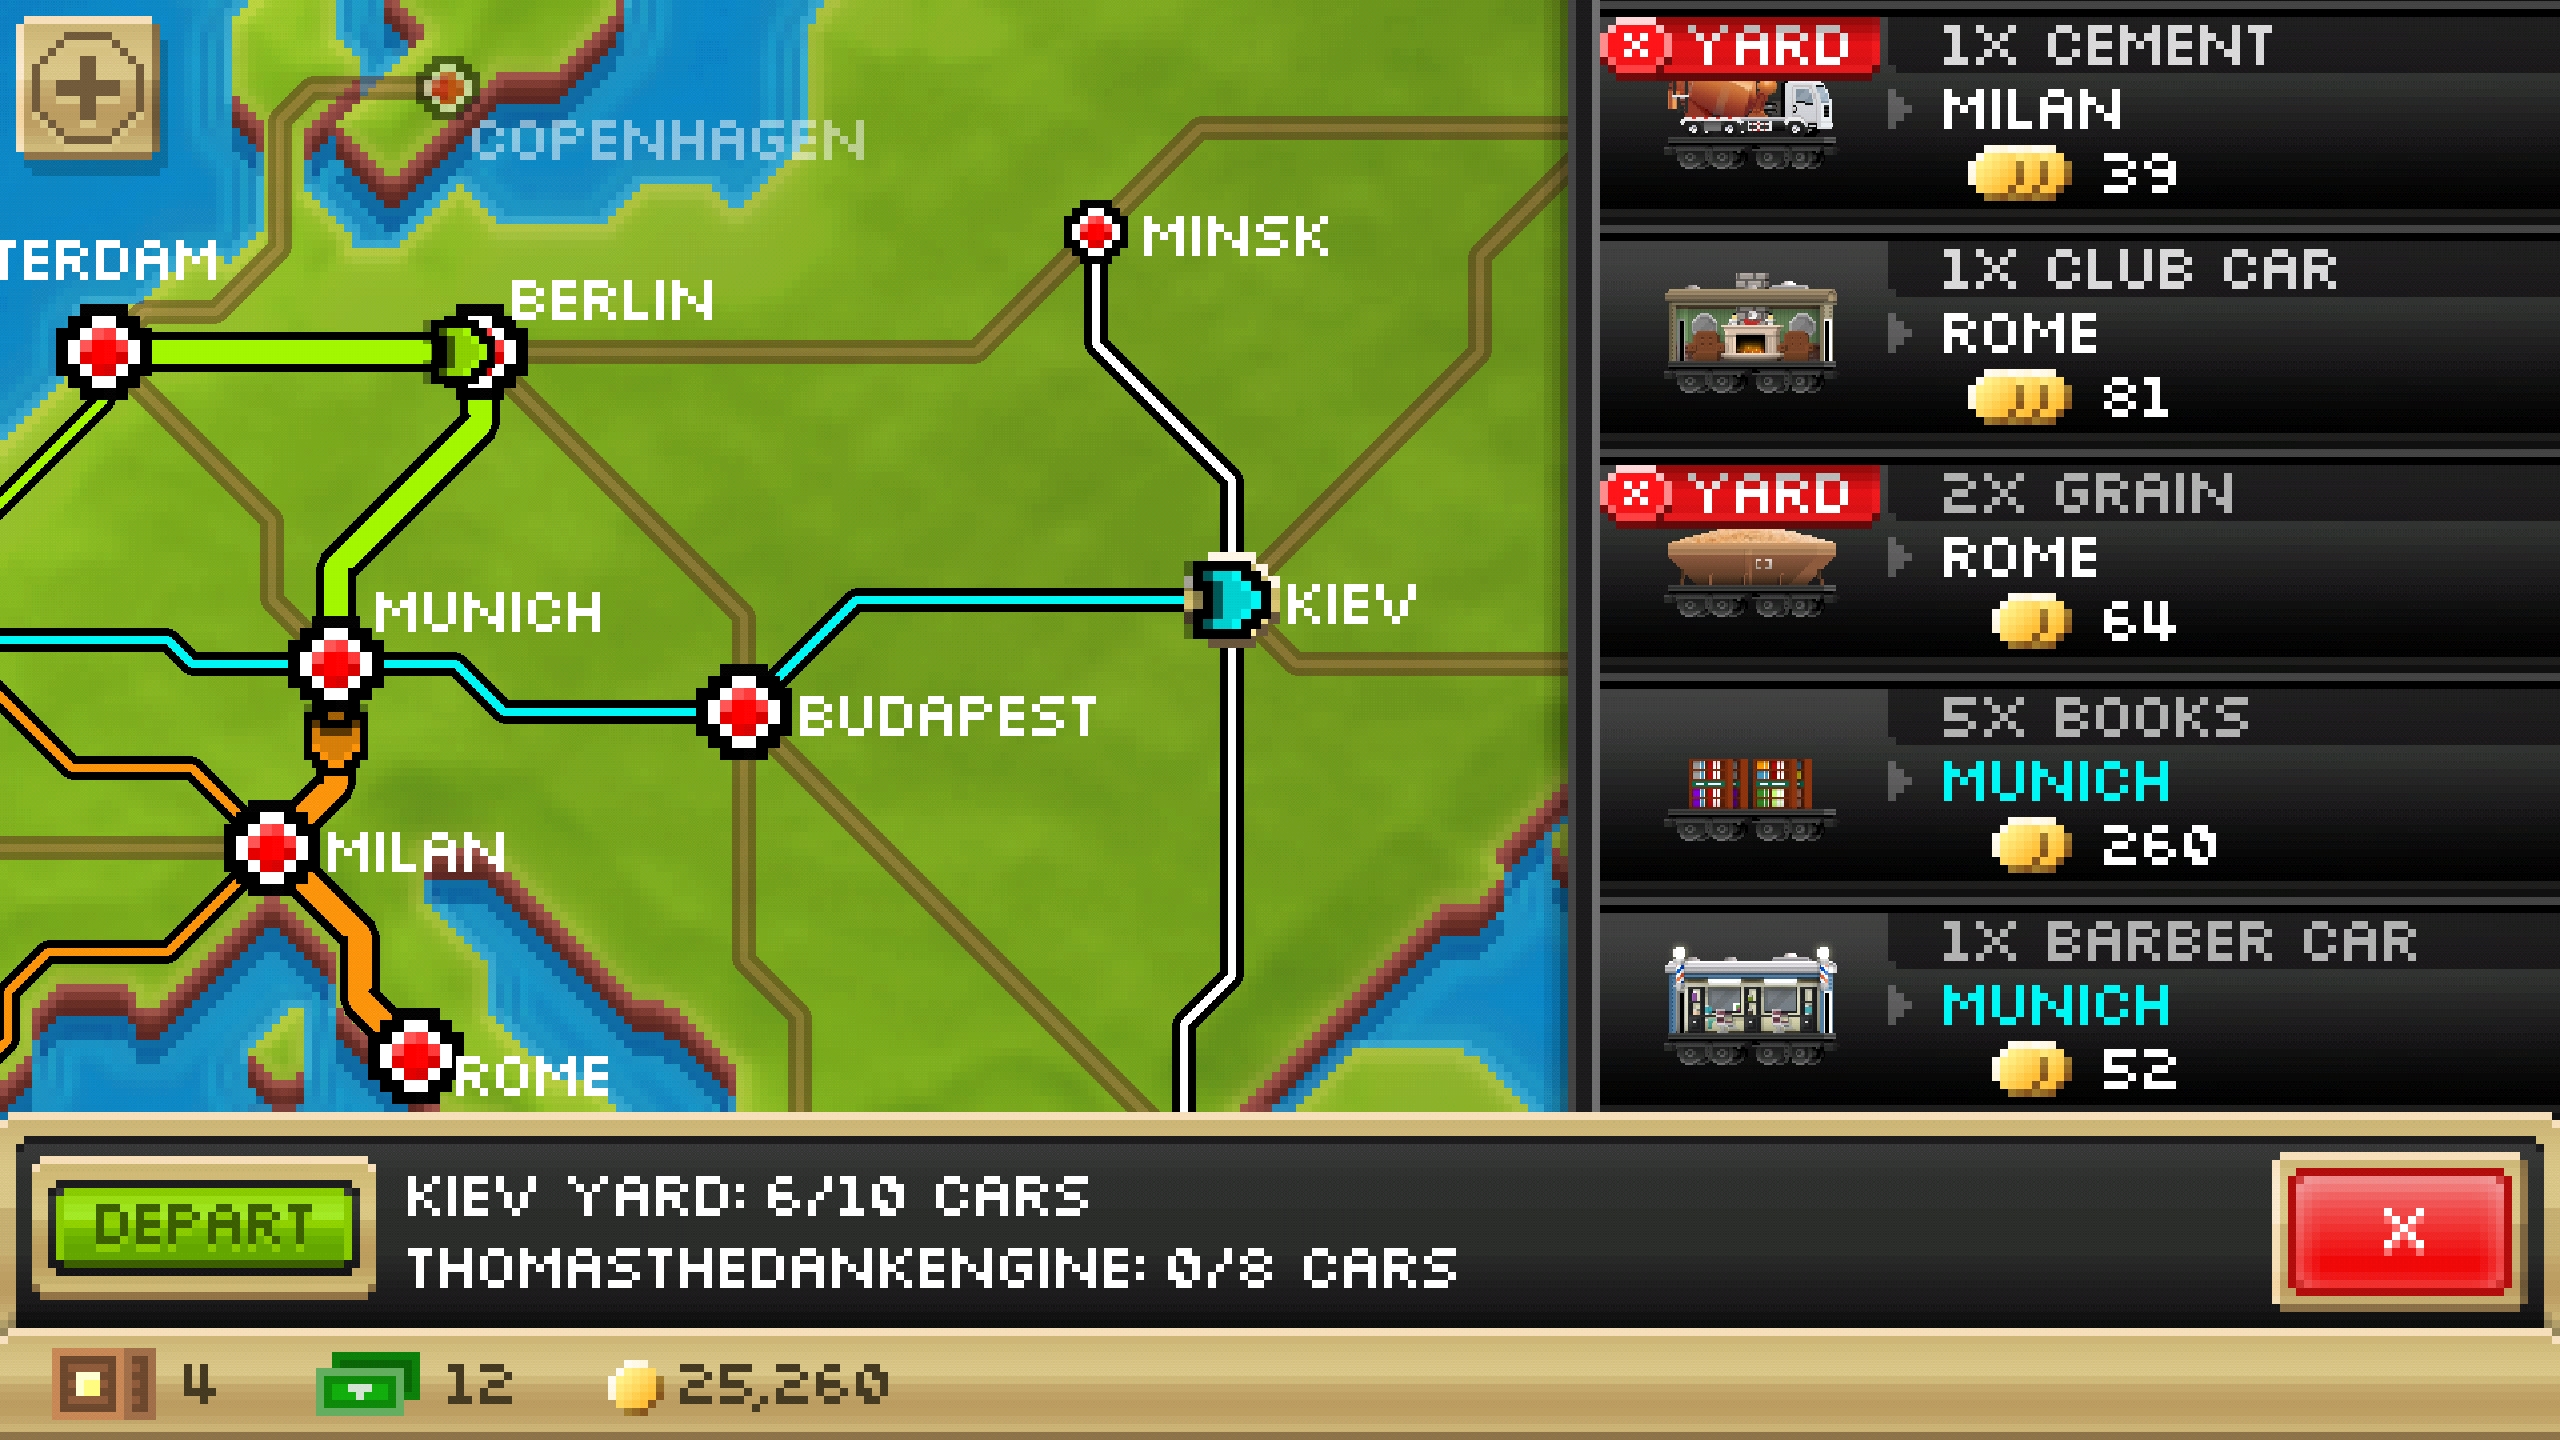 COPENHAGEN
TERDAM
BERLIN
MINSK
MUNICH
KIEV
BUDAPEST
MILAN
ROME
YARD
1X CEMENT
MILAN
39
1X CLUB CAR
ROME
81
YARD
2X GRAIN
ROME
64
5X BOOKS
MUNICH
260
1X BARBER CAR
MUNICH
52
DEPART
KIEV YARD: 6/10 CARS
THOMASTHEDANKENGINE: 0/8 CARS
X
4
12
25,260